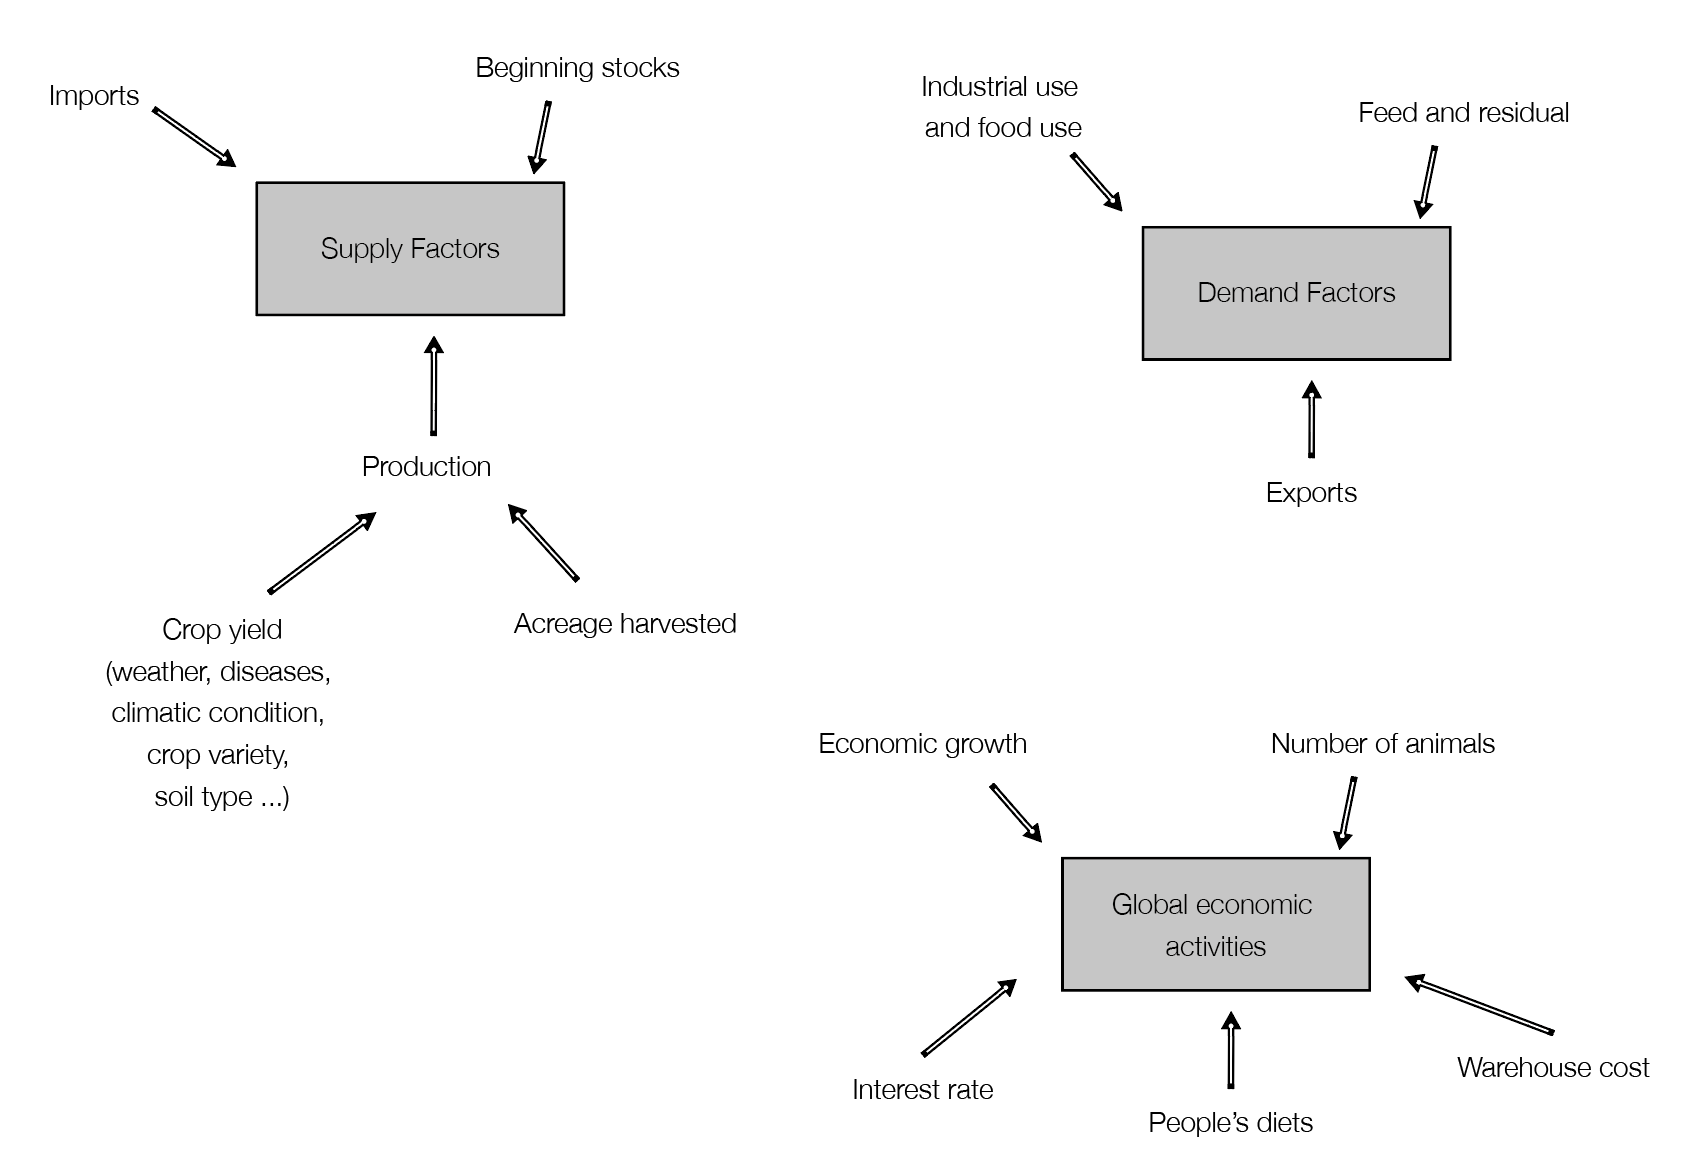 Imports
Beginning stocks
Supply Factors
Production
Crop yield
(weather, diseases,
climatic condition,
crop variety,
soil type ...)
Acreage harvested
Industrial use
and food use
Feed and residual
Demand Factors
Exports
Economic growth
Number of animals
Global economic
activities
Interest rate
People’s diets
Warehouse cost